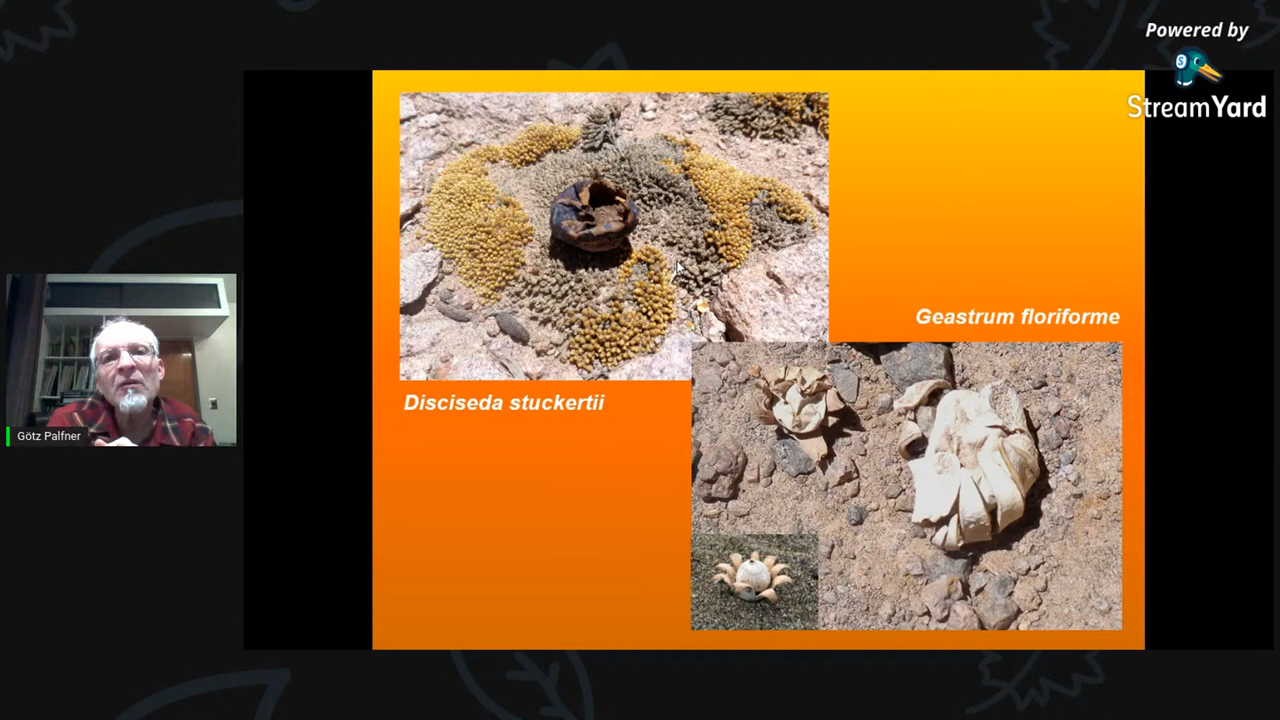 Powered by
StreamYard
Geastrum floriforme
Disciseda stuckertii
Götz Palfner